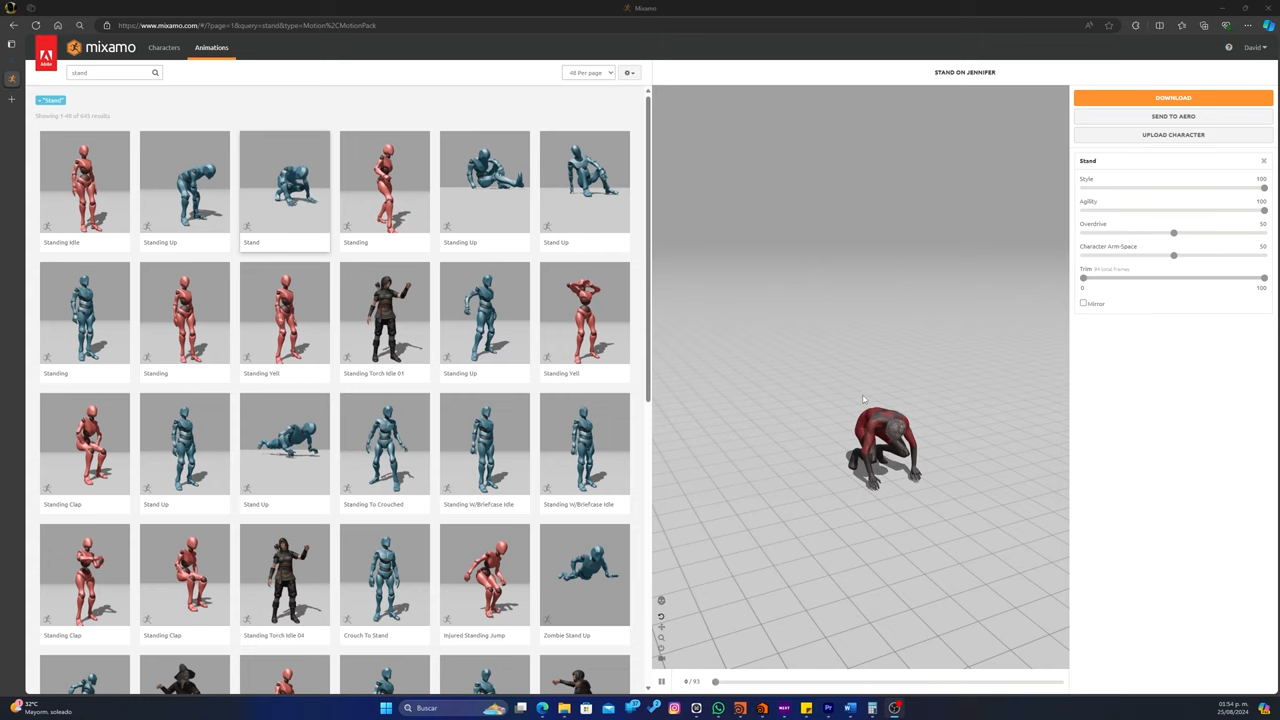 Mixamo
https://www.mixamo.com/#/?page=1&query=stand&type=Motion%2CMotionPack
Adobe
mixamo
Characters
Animations
David
stand
48 Per page
STAND ON JENNIFER
× "Stand"
Showing 1-48 of 645 results
DOWNLOAD
SEND TO AERO
UPLOAD CHARACTER
Stand
Style 100
Agility 100
Overdrive 50
Character Arm-Space 50
Trim 94 total frames
0 100
Mirror
Standing Idle
Standing Up
Stand
Standing
Standing Up
Stand Up
Standing
Standing
Standing Yell
Standing Torch Idle 01
Standing Up
Standing Yell
Standing Clap
Stand Up
Stand Up
Standing To Crouched
Standing W/Briefcase Idle
Standing W/Briefcase Idle
Standing Clap
Standing Clap
Standing Torch Idle 04
Crouch To Stand
Injured Standing Jump
Zombie Stand Up
0 / 93
32°C
Mayorm. soleado
Buscar
01:54 p. m.
25/08/2024